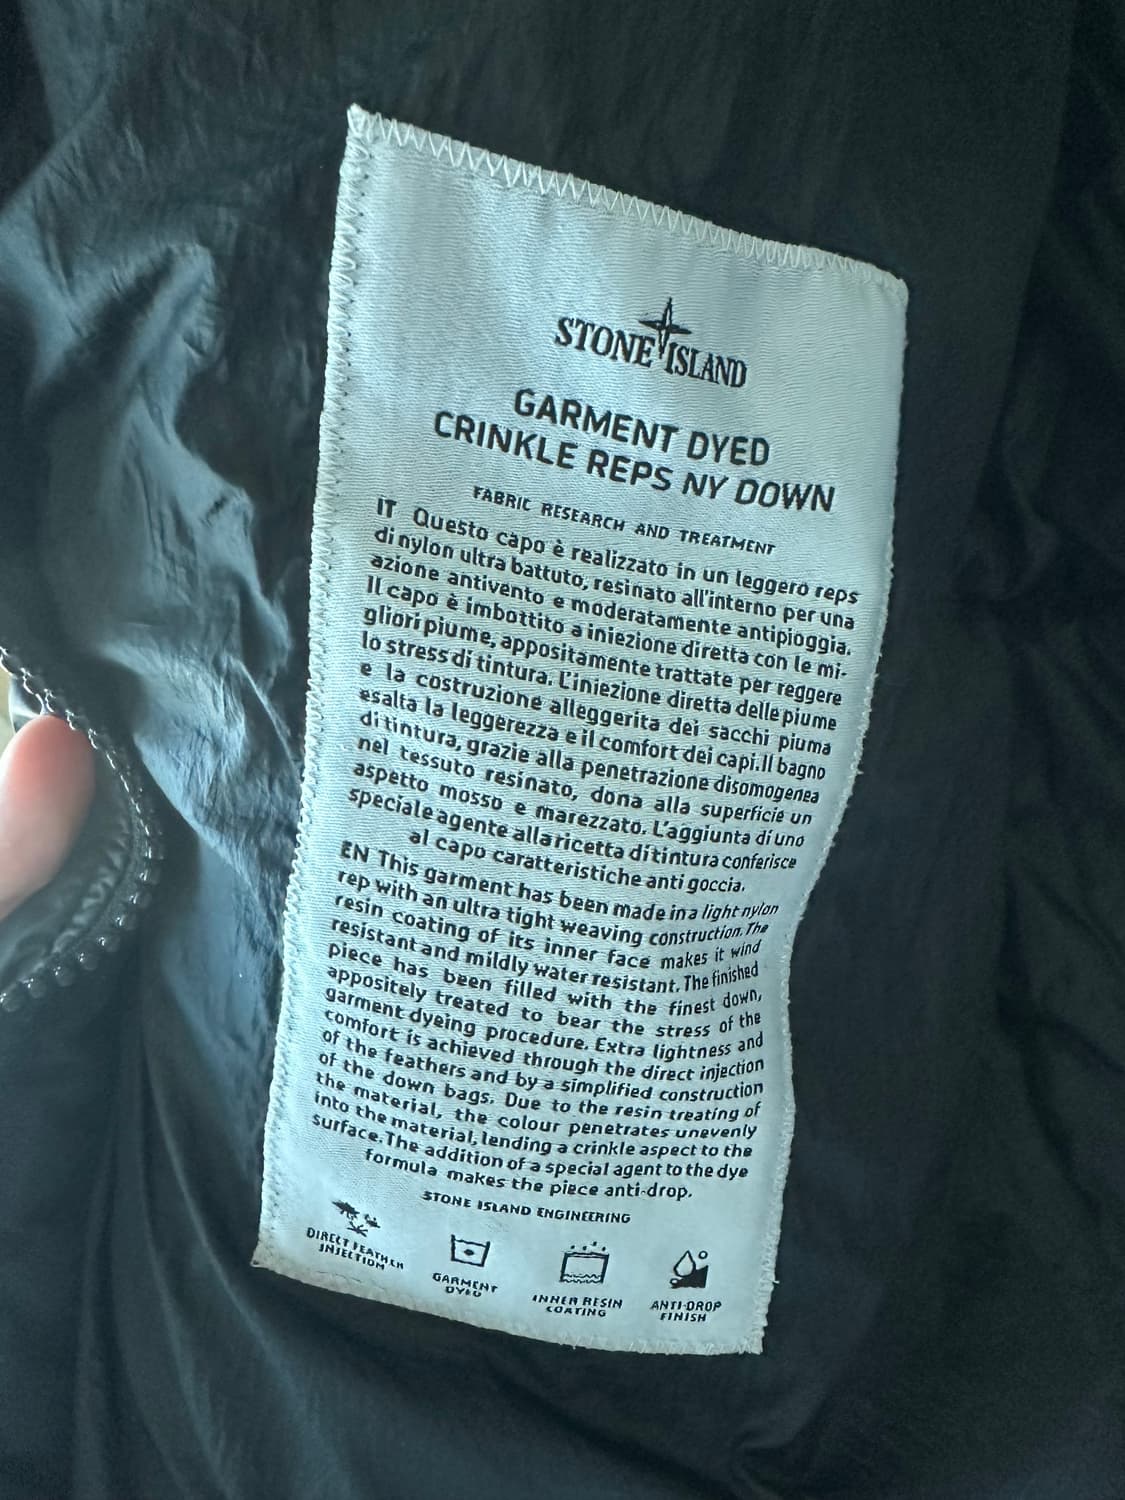 STONE ISLAND
GARMENT DYED
CRINKLE REPS NY DOWN
FABRIC RESEARCH AND TREATMENT
IT Questo capo è realizzato in un leggero reps
di nylon ultra battuto, resinato all'interno per una
azione antivento e moderatamente antipioggia.
Il capo è imbottito a iniezione diretta con le mi-
gliori piume, appositamente trattate per reggere
lo stress di tintura. L'iniezione diretta delle piume
e la costruzione alleggerita dei sacchi piuma
esalta la leggerezza e il comfort dei capi.Il bagno
di tintura, grazie alla penetrazione disomogenea
nel tessuto resinato, dona alla superficie un
aspetto mosso e marezzato. L'aggiunta di uno
speciale agente alla ricetta di tintura conferisce
al capo caratteristiche anti goccia.
EN This garment has been made in a light nylon
rep with an ultra tight weaving construction. The
resin coating of its inner face makes it wind
resistant and mildly water resistant. The finished
piece has been filled with the finest down,
appositely treated to bear the stress of the
garment dyeing procedure. Extra lightness and
comfort is achieved through the direct injection
of the feathers and by a simplified construction
of the down bags. Due to the resin treating of
the material, the colour penetrates unevenly
into the material, lending a crinkle aspect to the
surface.The addition of a special agent to the dye
formula makes the piece anti-drop.
STONE ISLAND ENGINEERING
DIRECT FEATHER
INJECTION
GARMENT
DYED
INNER RESIN
COATING
ANTI-DROP
FINISH